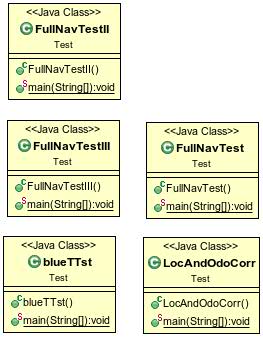 <<Java Class>>
FullNavTestII
Test
FullNavTestII()
main(String[]):void
<<Java Class>>
FullNavTestIII
Test
FullNavTestIII()
main(String[]):void
<<Java Class>>
FullNavTest
Test
FullNavTest()
main(String[]):void
<<Java Class>>
blueTTst
Test
blueTTst()
main(String[]):void
<<Java Class>>
LocAndOdoCorr
Test
LocAndOdoCorr()
main(String[]):void